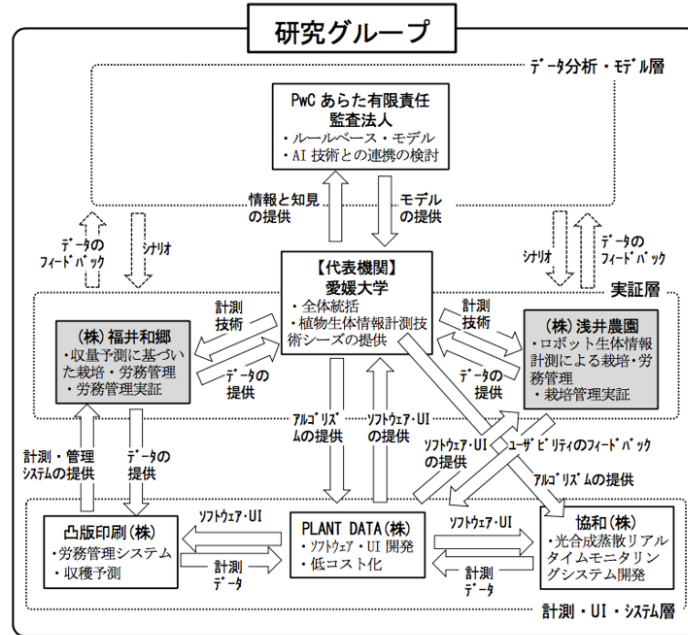 研究グループ
データ分析・モデル層
PwC あらた有限責任
監査法人
・ルールベース・モデル
・AI 技術との連携の検討
情報と知見
の提供
モデルの
提供
データの
フィードバック
シナリオ
シナリオ
データの
フィードバック
【代表機関】
愛媛大学
・全体統括
・植物生体情報計測技
術シーズの提供
実証層
(株)福井和郷
・収量予測に基づい
た栽培・労務管理
・労務管理実証
計測
技術
データの
提供
計測
技術
データの
提供
(株)浅井農園
・ロボット生体情報
計測による栽培・労
務管理
・栽培管理実証
計測・管理
システムの提供
データの
提供
アルゴリズ
ムの提供
ソフトウェア・UI
の提供
ソフトウェア・UI
の提供
ユーザビリティのフィードバック
アルゴリズムの提供
凸版印刷(株)
・労務管理システム
・収穫予測
ソフトウェア・UI
計測
データ
PLANT DATA(株)
・ソフトウェア・UI 開発
・低コスト化
ソフトウェア・UI
計測
データ
協和(株)
・光合成蒸散リアル
タイムモニタリン
グシステム開発
計測・UI・システム層